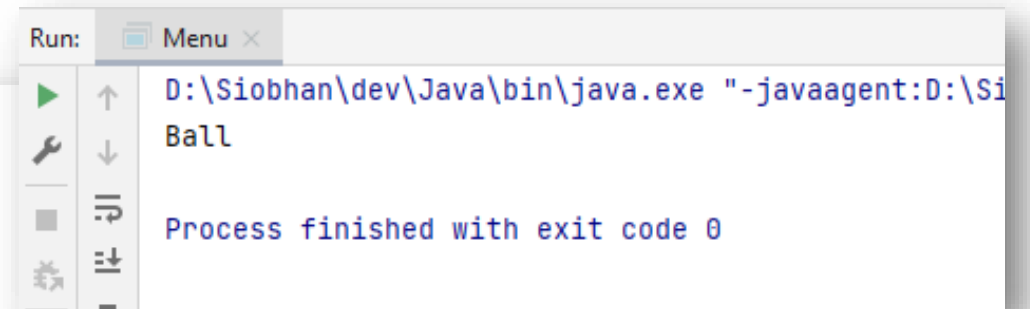 Run: Menu
D:\Siobhan\dev\Java\bin\java.exe "-javaagent:D:\Si
Ball
Process finished with exit code 0